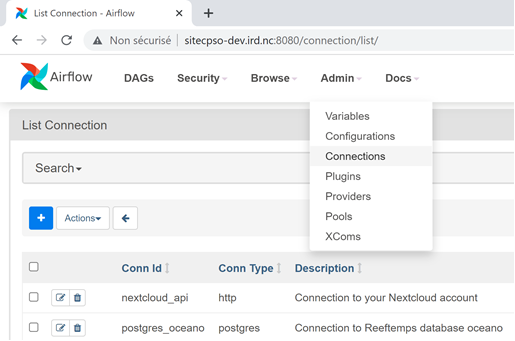 List Connection - Airflow
Non sécurisé sitecpso-dev.ird.nc:8080/connection/list/
Airflow DAGs Security Browse Admin Docs
Variables
Configurations
Connections
Plugins
Providers
Pools
XComs
List Connection
Search
Actions
Conn Id Conn Type Description
nextcloud_api http Connection to your Nextcloud account
postgres_oceano postgres Connection to Reeftemps database oceano